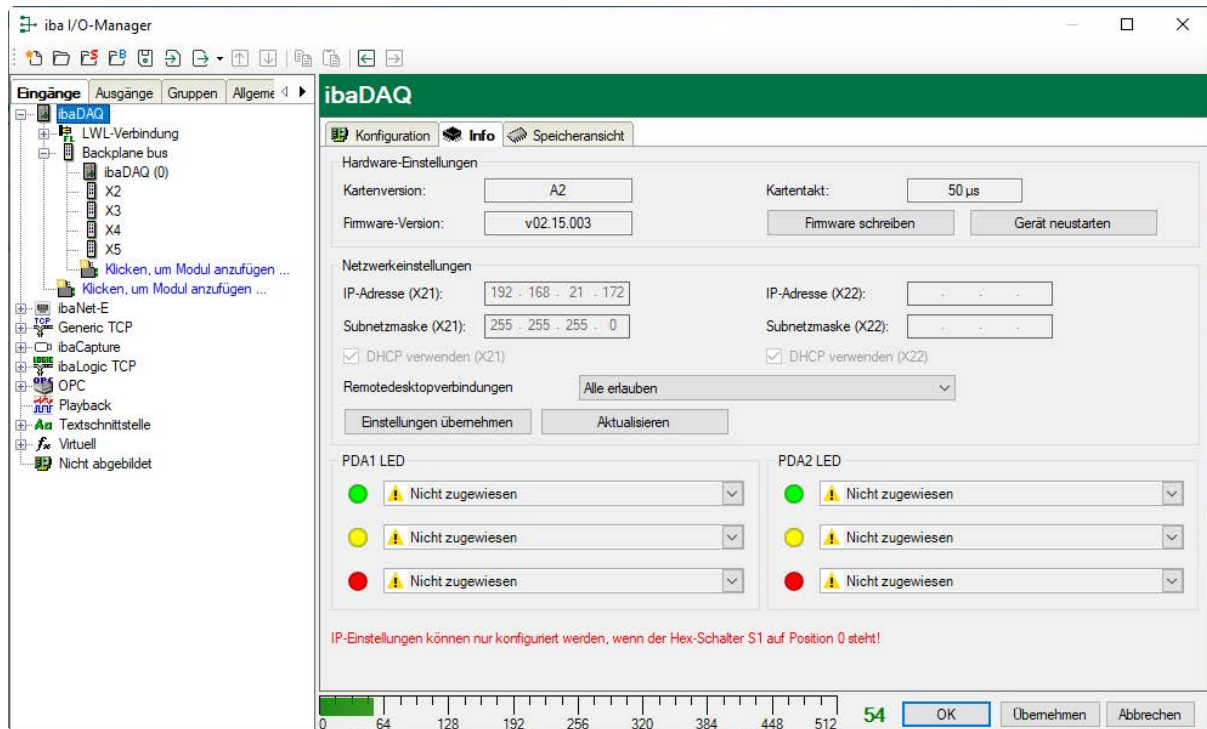 iba I/O-Manager
Eingänge Ausgänge Gruppen Allgeme
ibaDAQ
LWL-Verbindung
Backplane bus
ibaDAQ (0)
X2
X3
X4
X5
Klicken, um Modul anzufügen ...
Klicken, um Modul anzufügen ...
ibaNet-E
Generic TCP
ibaCapture
ibaLogic TCP
OPC
Playback
Textschnittstelle
Virtuell
Nicht abgebildet
ibaDAQ
Konfiguration Info Speicheransicht
Hardware-Einstellungen
Kartenversion: A2 Kartentakt: 50 µs
Firmware-Version: v02.15.003 Firmware schreiben Gerät neustarten
Netzwerkeinstellungen
IP-Adresse (X21): 192 . 168 . 21 . 172 IP-Adresse (X22): . . .
Subnetzmaske (X21): 255 . 255 . 255 . 0 Subnetzmaske (X22): . . .
DHCP verwenden (X21) DHCP verwenden (X22)
Remotedesktopverbindungen Alle erlauben
Einstellungen übernehmen Aktualisieren
PDA1 LED PDA2 LED
Nicht zugewiesen Nicht zugewiesen
Nicht zugewiesen Nicht zugewiesen
Nicht zugewiesen Nicht zugewiesen
IP-Einstellungen können nur konfiguriert werden, wenn der Hex-Schalter S1 auf Position 0 steht!
0 64 128 192 256 320 384 448 512 54 OK Übernehmen Abbrechen